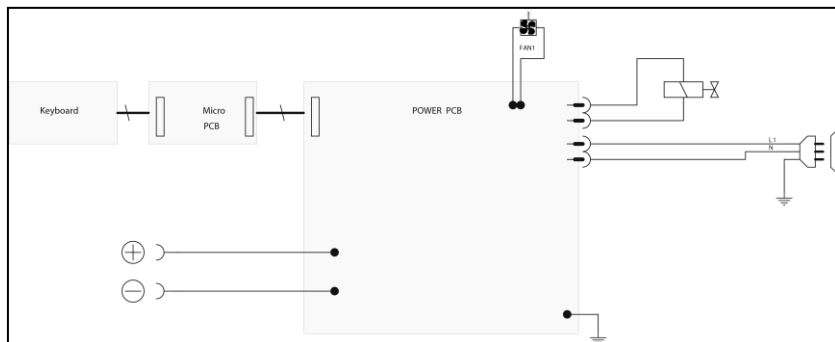 FAN1
Keyboard
Micro
PCB
POWER PCB
L1
N